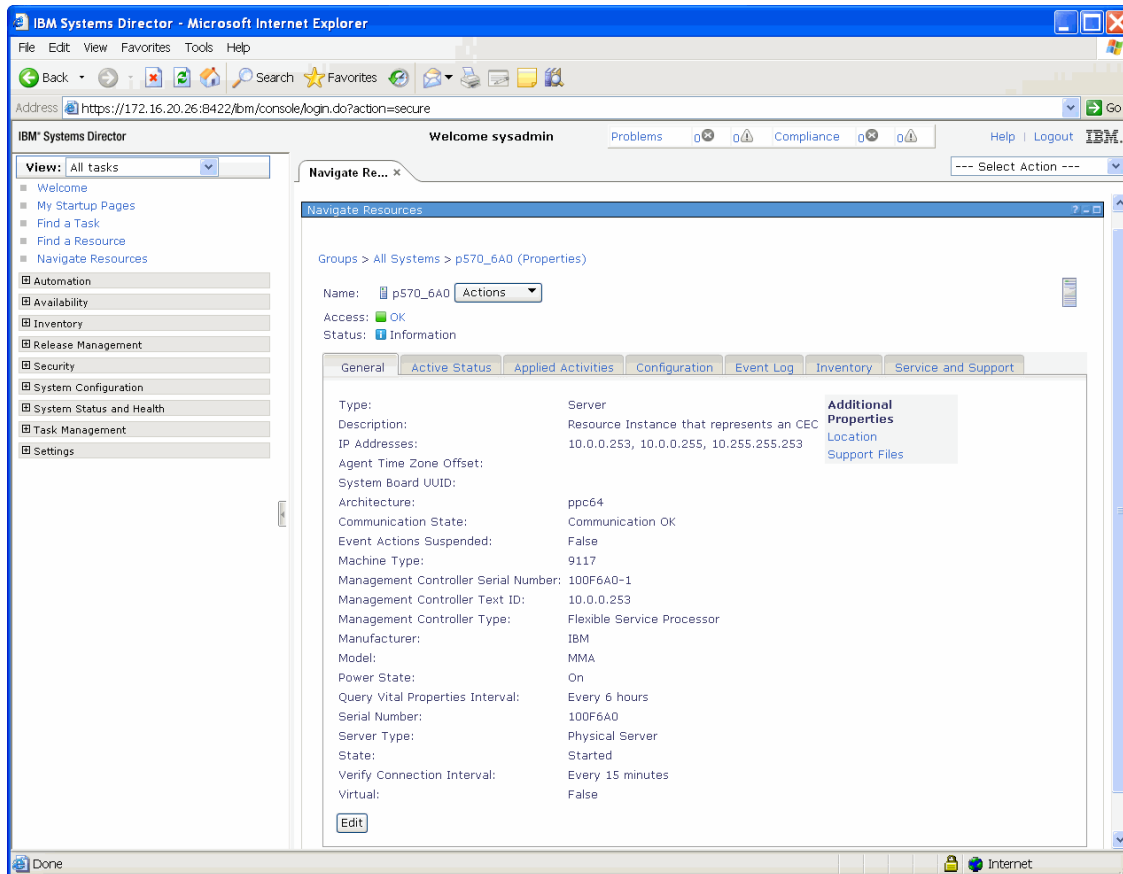 IBM Systems Director - Microsoft Internet Explorer
File Edit View Favorites Tools Help
Back Search Favorites
Address https://172.16.20.26:8422/ibm/console/login.do?action=secure Go
IBM® Systems Director Welcome sysadmin Problems 0 0 Compliance 0 0 Help | Logout IBM.
View: All tasks
Navigate Re... × --- Select Action ---
Welcome
My Startup Pages
Find a Task
Find a Resource
Navigate Resources
Automation
Availability
Inventory
Release Management
Security
System Configuration
System Status and Health
Task Management
Settings
Navigate Resources ? – □
Groups > All Systems > p570_6A0 (Properties)
Name: p570_6A0 Actions
Access: OK
Status: Information
General Active Status Applied Activities Configuration Event Log Inventory Service and Support
Type: Server
Description: Resource Instance that represents an CEC
IP Addresses: 10.0.0.253, 10.0.0.255, 10.255.255.253
Agent Time Zone Offset:
System Board UUID:
Architecture: ppc64
Communication State: Communication OK
Event Actions Suspended: False
Machine Type: 9117
Management Controller Serial Number: 100F6A0-1
Management Controller Text ID: 10.0.0.253
Management Controller Type: Flexible Service Processor
Manufacturer: IBM
Model: MMA
Power State: On
Query Vital Properties Interval: Every 6 hours
Serial Number: 100F6A0
Server Type: Physical Server
State: Started
Verify Connection Interval: Every 15 minutes
Virtual: False
Edit
Additional
Properties
Location
Support Files
Done Internet